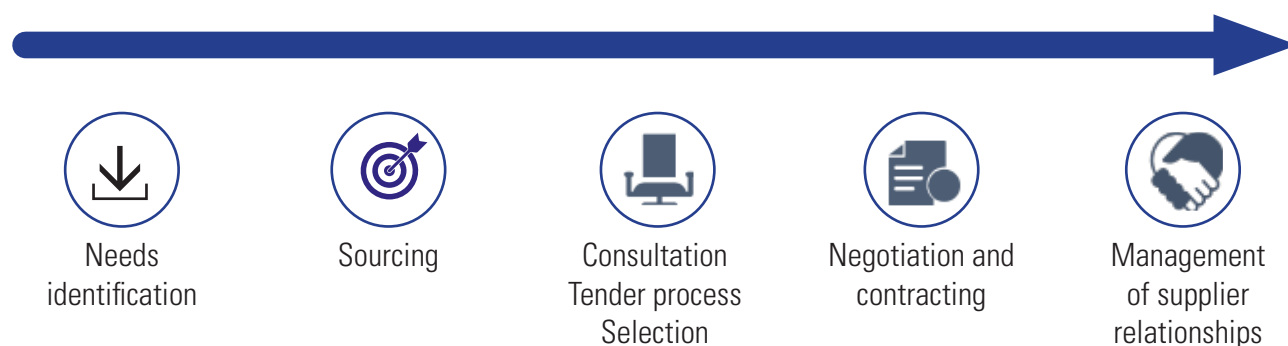 Needs
identification
Sourcing
Consultation
Tender process
Selection
Negotiation and
contracting
Management
of supplier
relationships